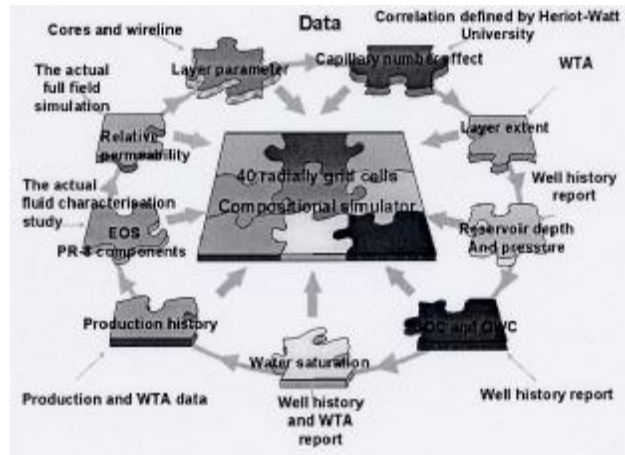 Data
Correlation defined by Heriot-Watt
University
Cores and wireline
Layer parameter
Capillary number effect
WTA
The actual
full field
simulation
Relative
permeability
Layer extent
40 radially grid cells
Compositional simulator
Well history
report
The actual
fluid characterisation
study
EOS
PR-8 components
Reservoir depth
And pressure
Production history
and OWC
Water saturation
Production and WTA data
Well history
and WTA
report
Well history report